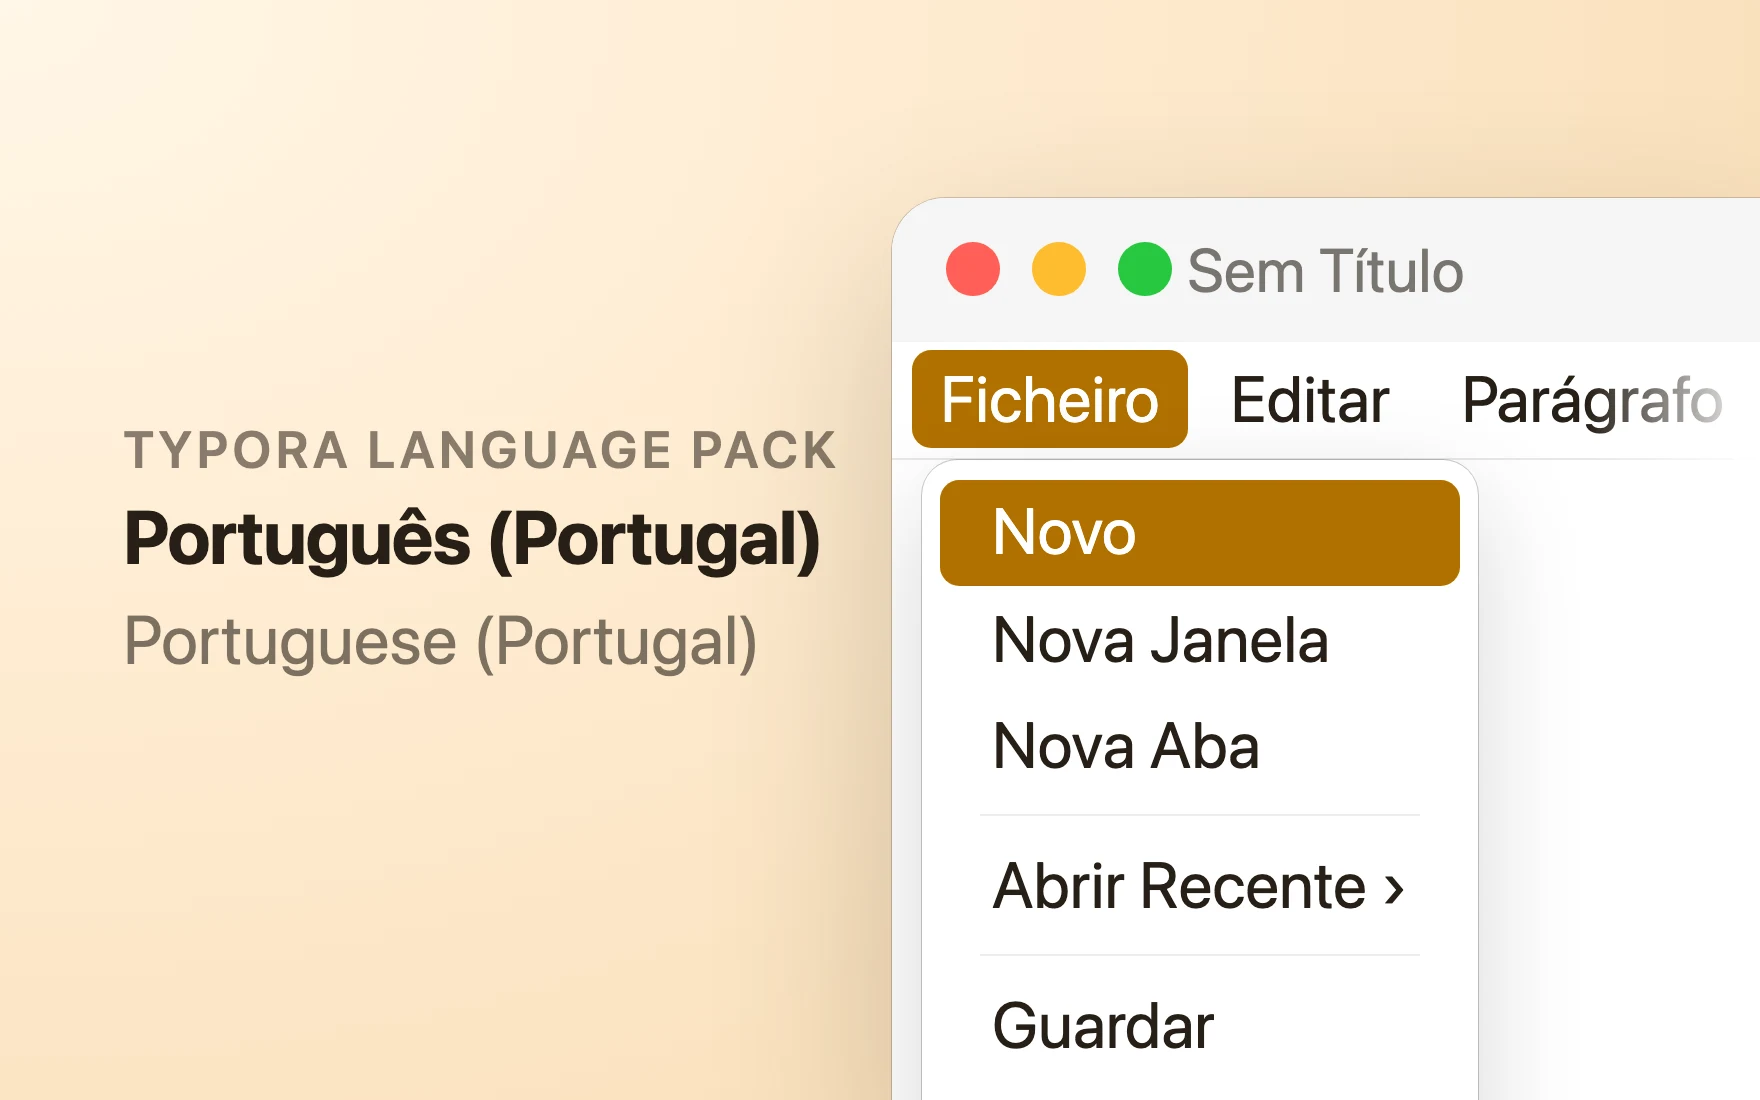 TYPORA LANGUAGE PACK
Português (Portugal)
Portuguese (Portugal)
Sem Título
Ficheiro Editar Parágrafo
Novo
Nova Janela
Nova Aba
Abrir Recente ›
Guardar